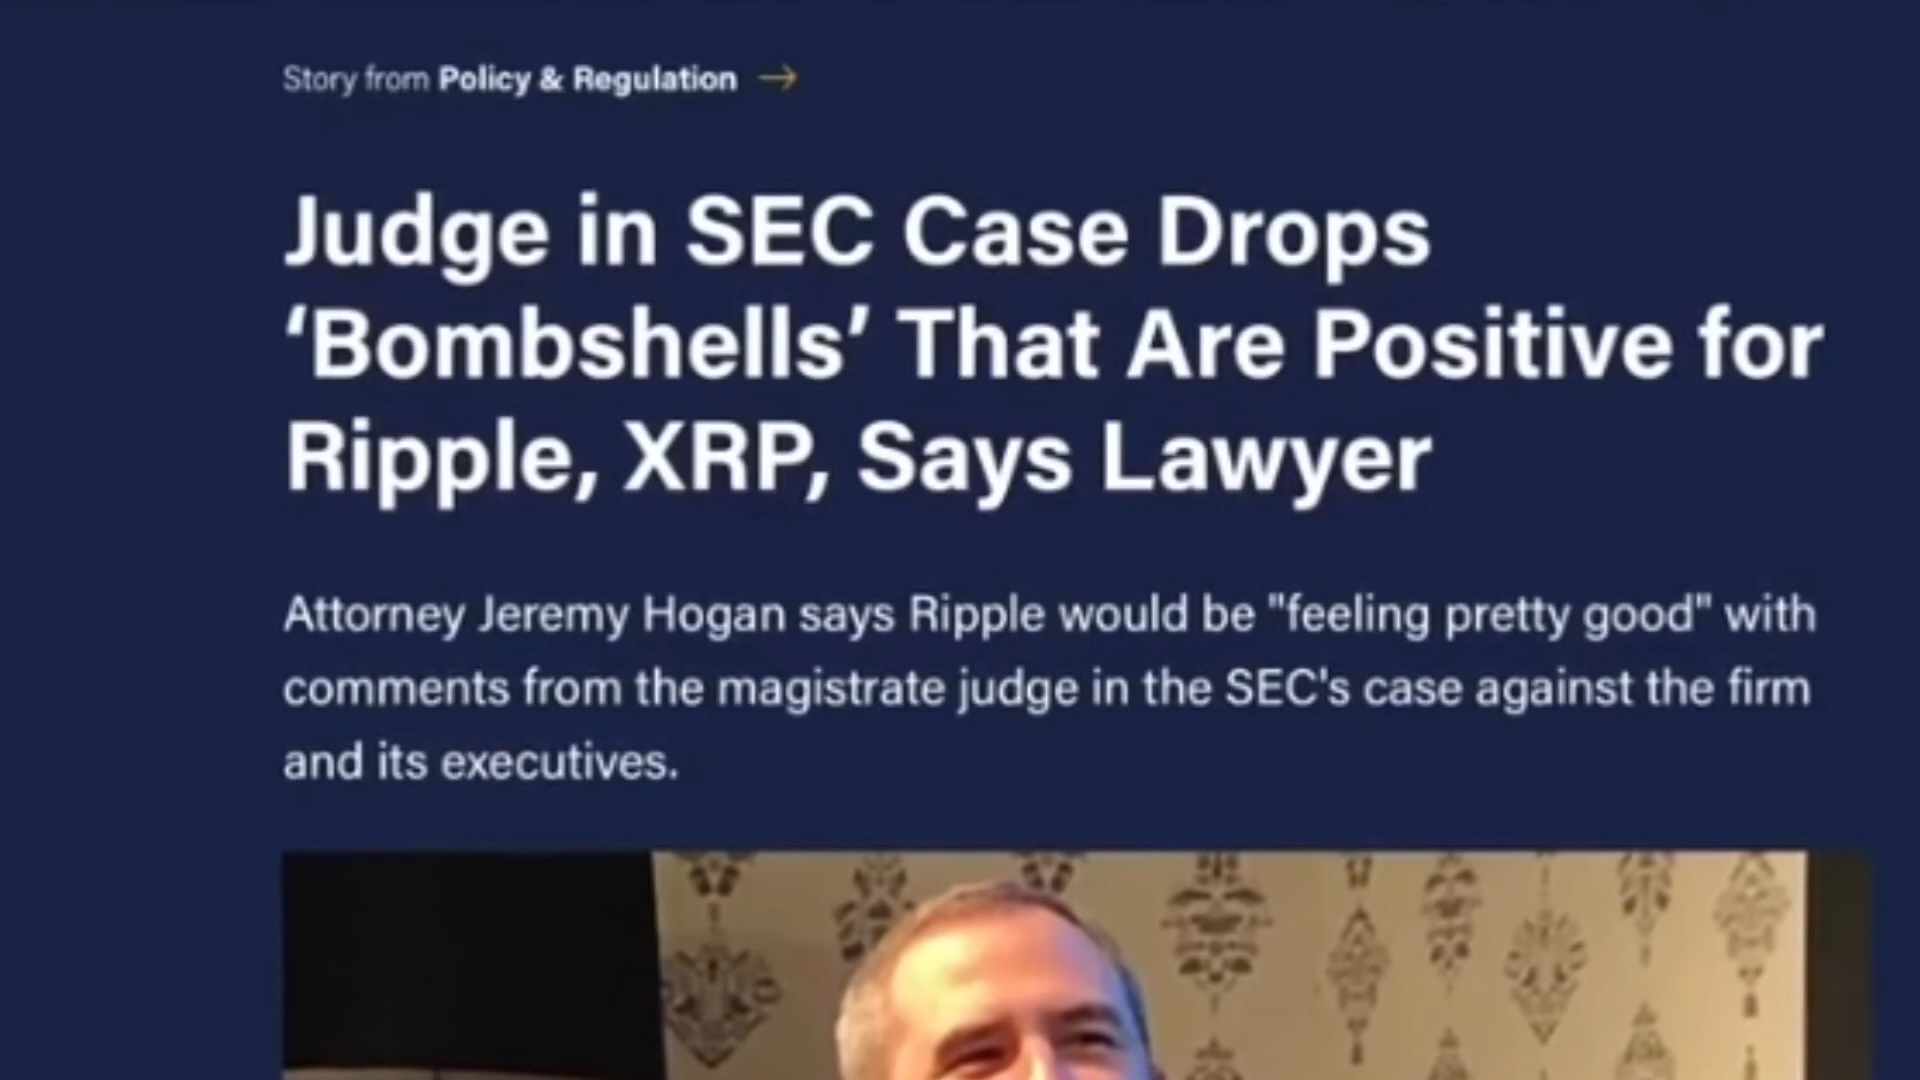 Story from Policy & Regulation →
Judge in SEC Case Drops
‘Bombshells’ That Are Positive for
Ripple, XRP, Says Lawyer
Attorney Jeremy Hogan says Ripple would be "feeling pretty good" with
comments from the magistrate judge in the SEC's case against the firm
and its executives.